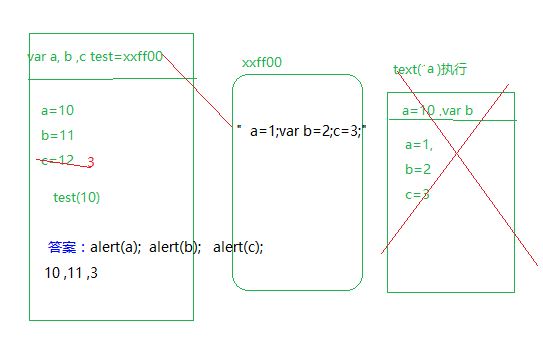 var a, b ,c test=xxff00
a=10
b=11
c=12 3
test(10)
答案：alert(a); alert(b); alert(c);
10 ,11 ,3
xxff00
" a=1;var b=2;c=3;"
text(´a )执行
a=10 ,var b
a=1,
b=2
c=3